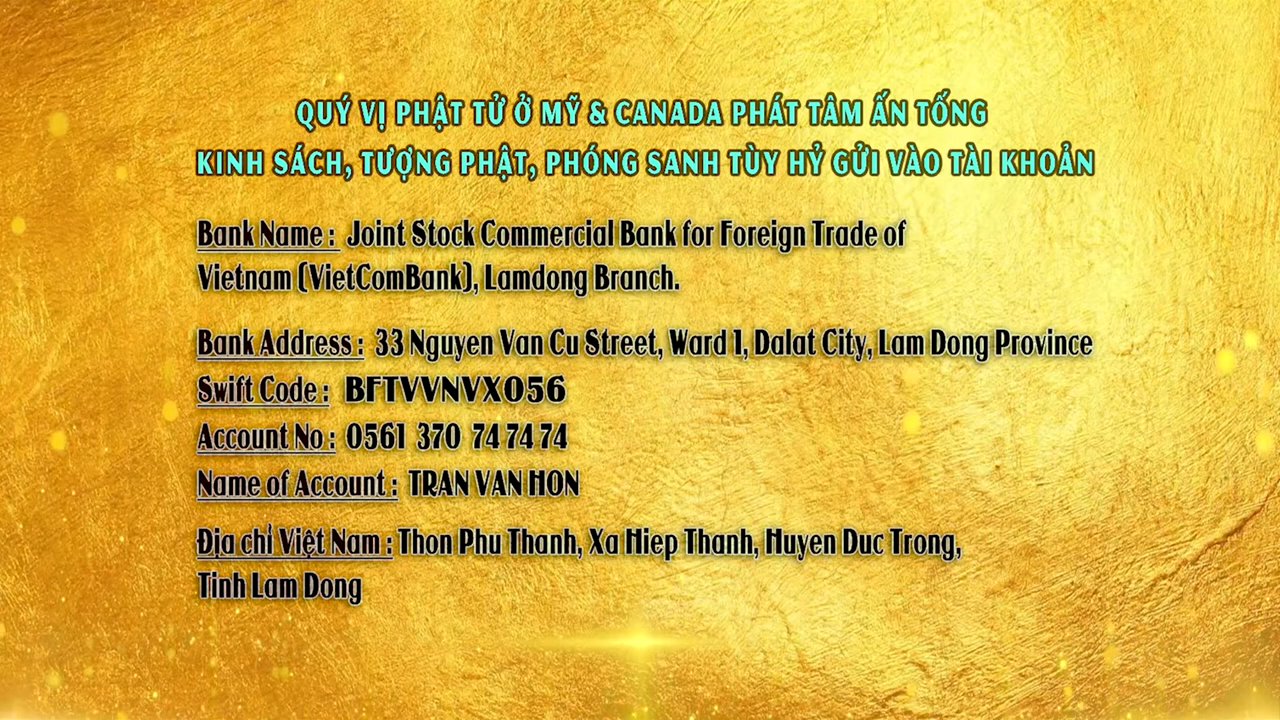 QUÝ VỊ PHẬT TỬ Ở MỸ & CANADA PHÁT TÂM ẤN TỐNG
KINH SÁCH, TƯỢNG PHẬT, PHÓNG SANH TÙY HỶ GỬI VÀO TÀI KHOẢN
Bank Name : Joint Stock Commercial Bank for Foreign Trade of
Vietnam (VietComBank), Lamdong Branch.
Bank Address : 33 Nguyen Van Cu Street, Ward 1, Dalat City, Lam Dong Province
Swift Code : BFTVVNVX056
Account No : 0561 370 74 74 74
Name of Account : TRAN VAN HON
Địa chỉ Việt Nam : Thon Phu Thanh, Xa Hiep Thanh, Huyen Duc Trong,
Tinh Lam Dong